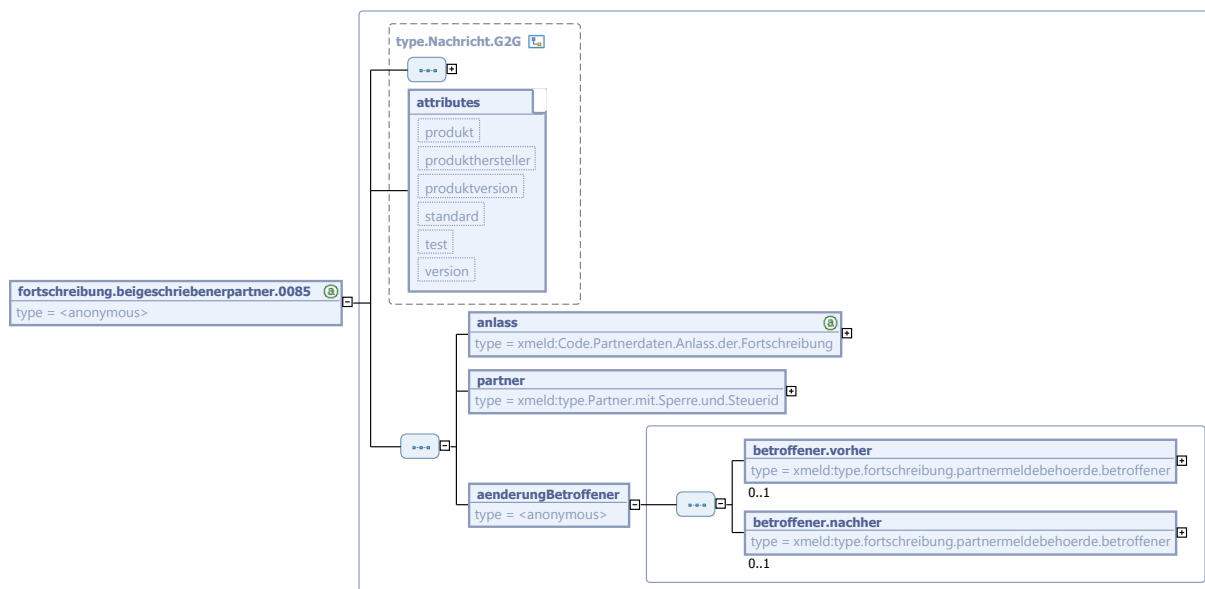 type.Nachricht.G2G
attributes
produkt
produkthersteller
produktversion
standard
test
version
fortschreibung.beigeschriebenerpartner.0085 a
type = <anonymous>
anlass a
type = xmeld:Code.Partnerdaten.Anlass.der.Fortschreibung
partner
type = xmeld:type.Partner.mit.Sperre.und.Steuerid
aenderungBetroffener
type = <anonymous>
betroffener.vorher
type = xmeld:type.fortschreibung.partnermeldebehoerde.betroffener
0..1
betroffener.nachher
type = xmeld:type.fortschreibung.partnermeldebehoerde.betroffener
0..1